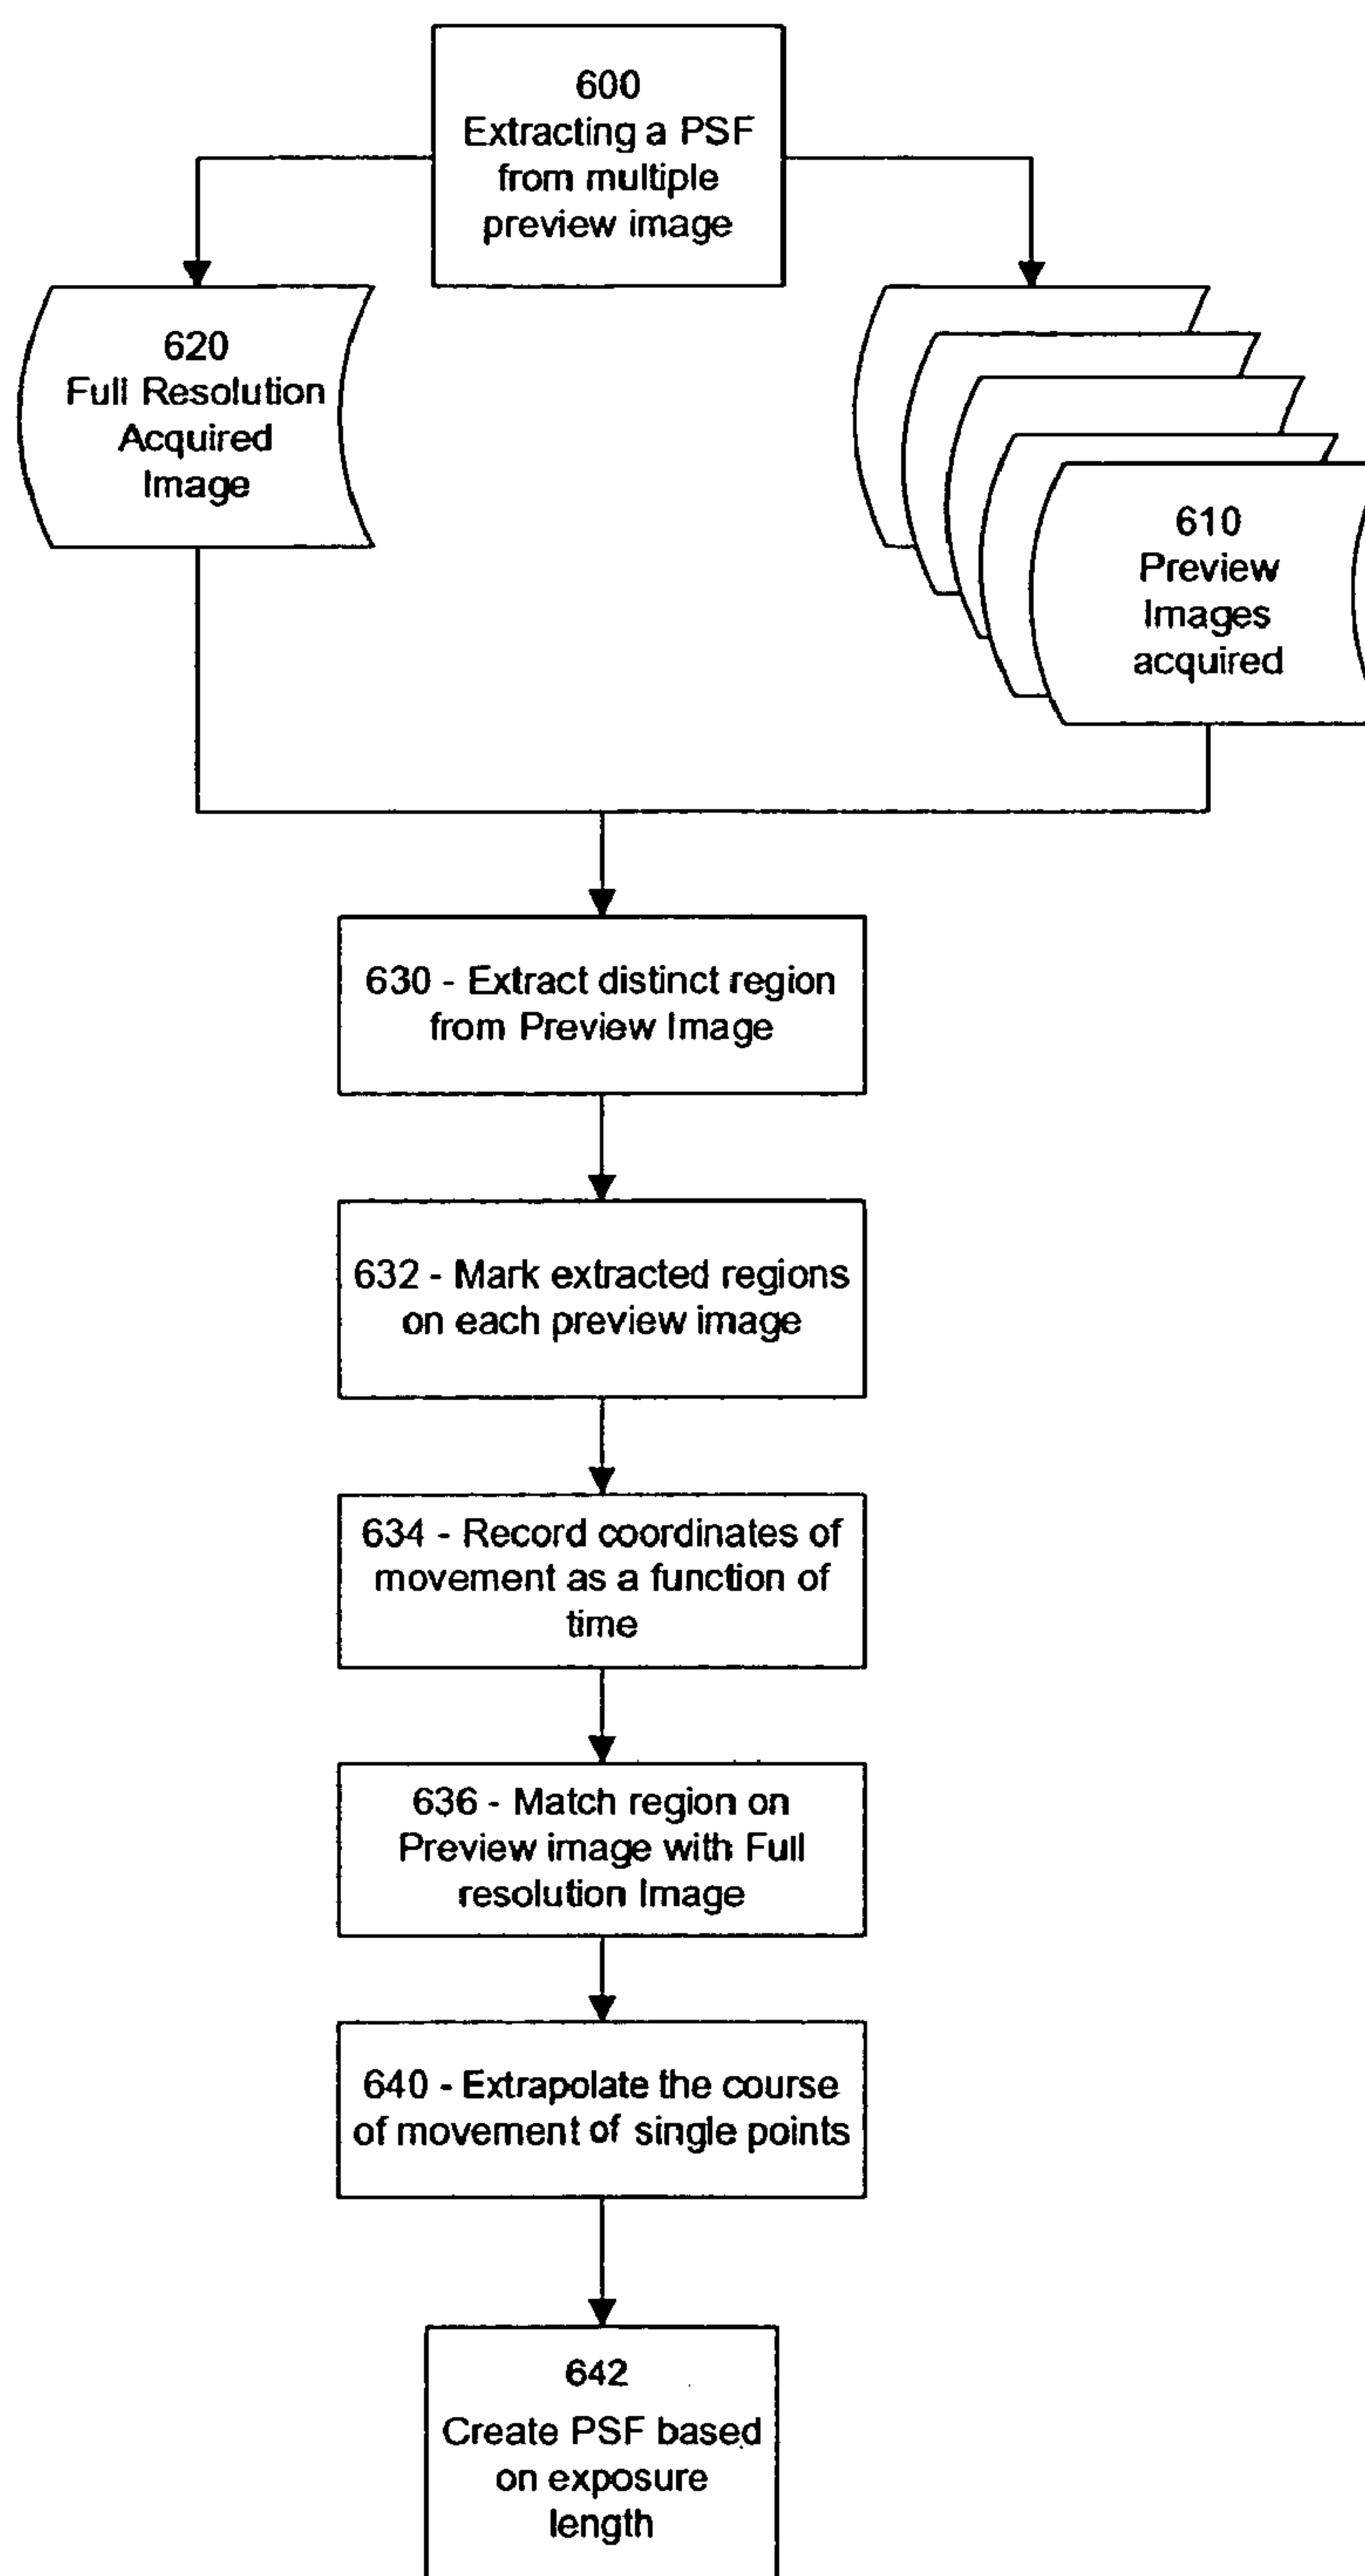 600
Extracting a PSF
from multiple
preview image
620
Full Resolution
Acquired
Image
610
Preview
Images
acquired
630 - Extract distinct region
from Preview Image
632 - Mark extracted regions
on each preview image
634 - Record coordinates of
movement as a function of
time
636 - Match region on
Preview image with Full
resolution Image
640 - Extrapolate the course
of movement of single points
642
Create PSF based
on exposure
length